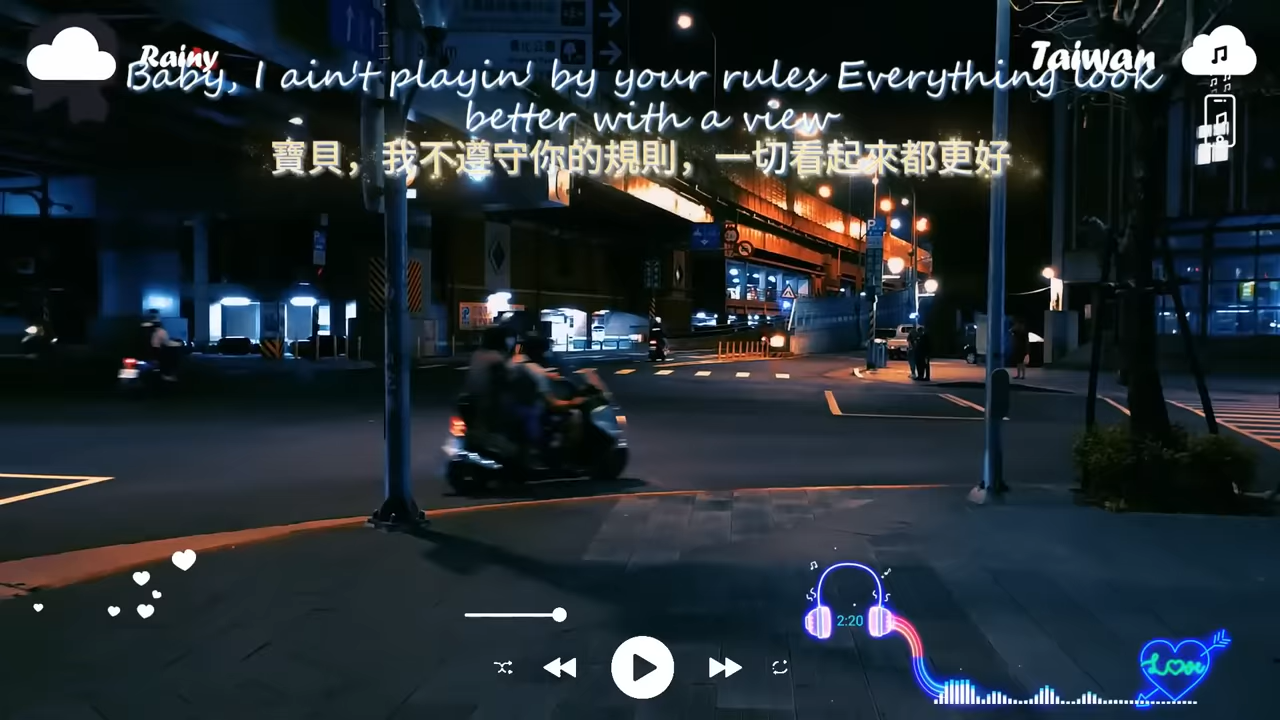 Rainy
Taiwan
Baby, I ain't playin' by your rules Everything look
better with a view
寶貝，我不遵守你的規則，一切看起來都更好
P
2:20
Love